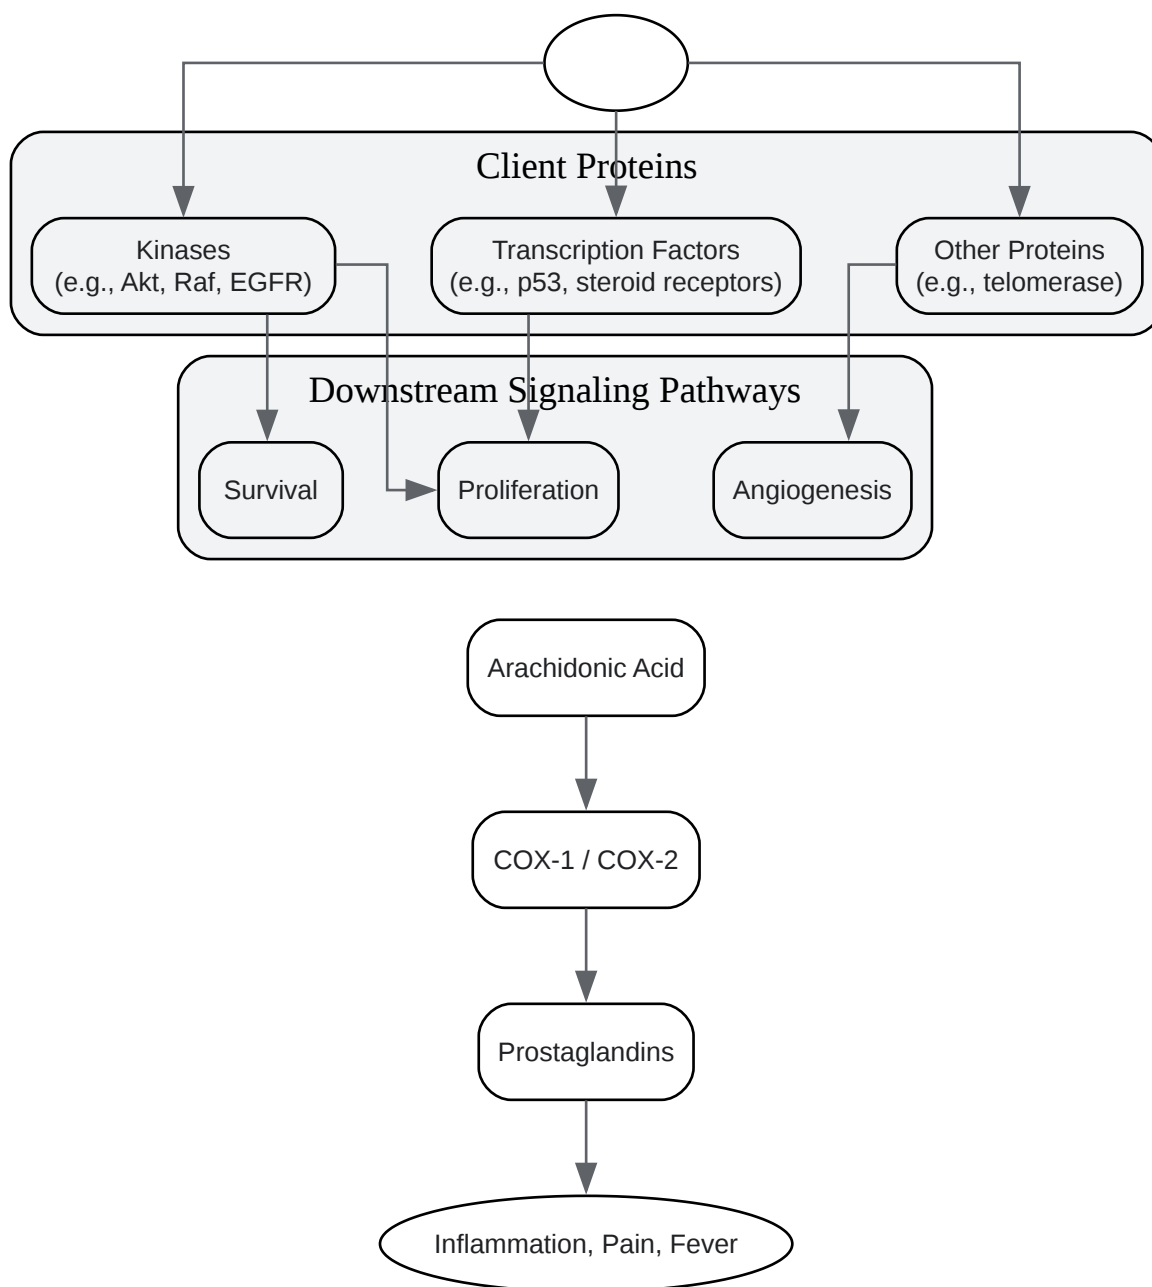 Client Proteins
Kinases
(e.g., Akt, Raf, EGFR)
Transcription Factors
(e.g., p53, steroid receptors)
Other Proteins
(e.g., telomerase)
Downstream Signaling Pathways
Survival
Proliferation
Angiogenesis
Arachidonic Acid
COX-1 / COX-2
Prostaglandins
Inflammation, Pain, Fever